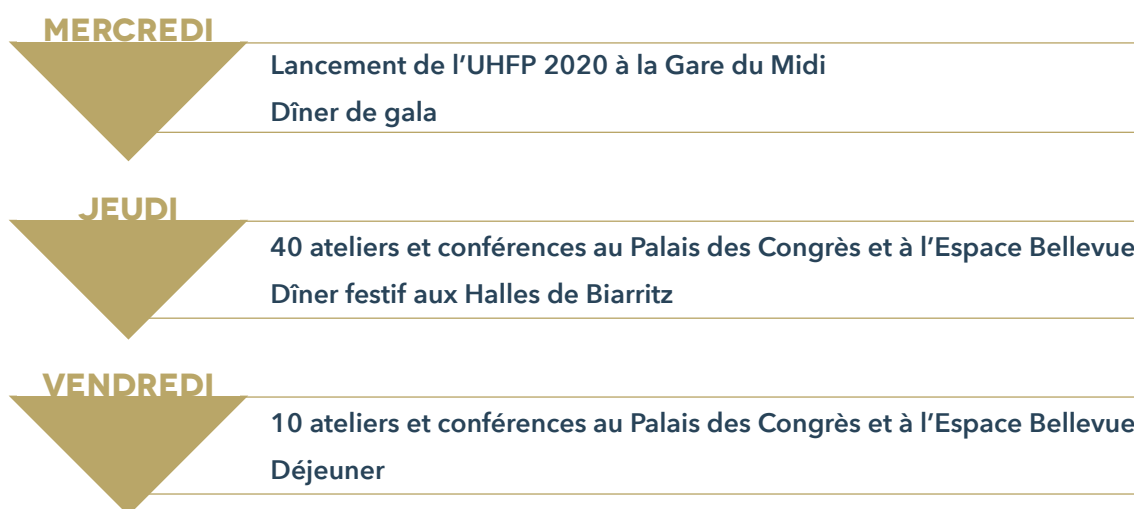 MERCREDI
Lancement de l’UHFP 2020 à la Gare du Midi
Dîner de gala
JEUDI
40 ateliers et conférences au Palais des Congrès et à l’Espace Bellevue
Dîner festif aux Halles de Biarritz
VENDREDI
10 ateliers et conférences au Palais des Congrès et à l’Espace Bellevue
Déjeuner